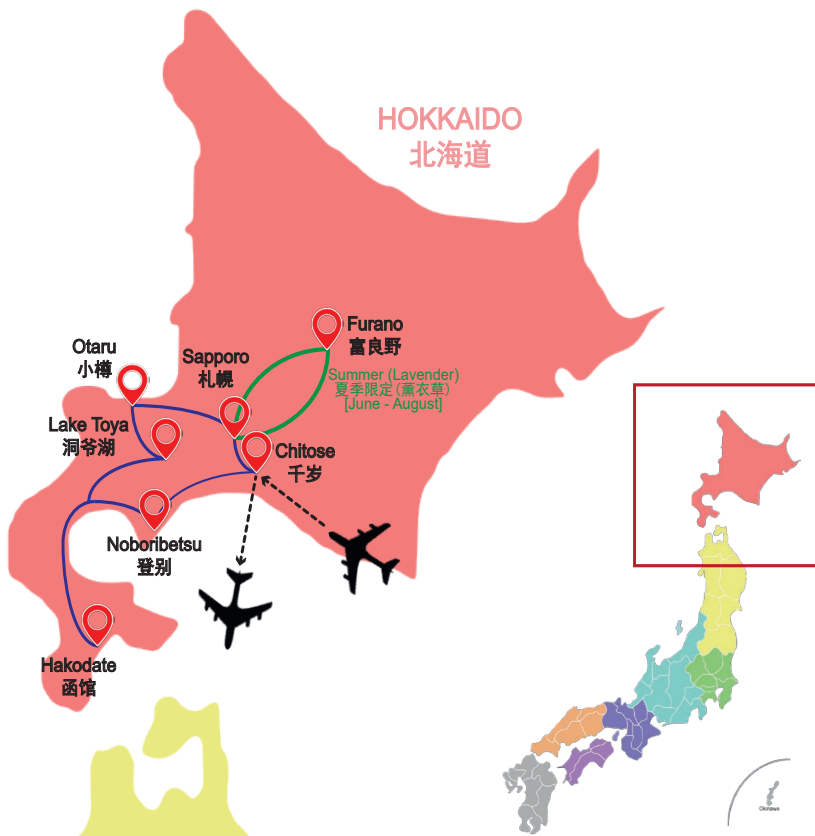 HOKKAIDO
北海道
Furano
富良野
Otaru
小樽
Sapporo
札幌
Summer (Lavender)
夏季限定(薰衣草)
[June - August]
Lake Toya
洞爷湖
Chitose
千岁
Noboribetsu
登别
Hakodate
函馆
Okinawa